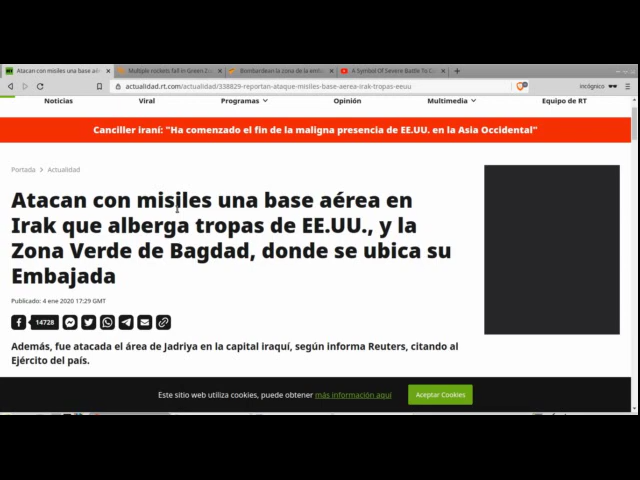 Atacan con misiles una base aér
Multiple rockets fall in Green Z
Bombardean la zona de la emb
A Symbol Of Severe Battle To C
actualidad.rt.com/actualidad/338829-reportan-ataque-misiles-base-aerea-irak-tropas-eeuu
Incógnito
Noticias Viral Programas Opinión Multimedia Equipo de RT
Canciller iraní: "Ha comenzado el fin de la maligna presencia de EE.UU. en la Asia Occidental"
Portada > Actualidad
Atacan con misiles una base aérea en
Irak que alberga tropas de EE.UU., y la
Zona Verde de Bagdad, donde se ubica su
Embajada
Publicado: 4 ene 2020 17:29 GMT
14728
Además, fue atacada el área de Jadriya en la capital iraquí, según informa Reuters, citando al
Ejército del país.
Este sitio web utiliza cookies, puede obtener más información aquí
Aceptar Cookies